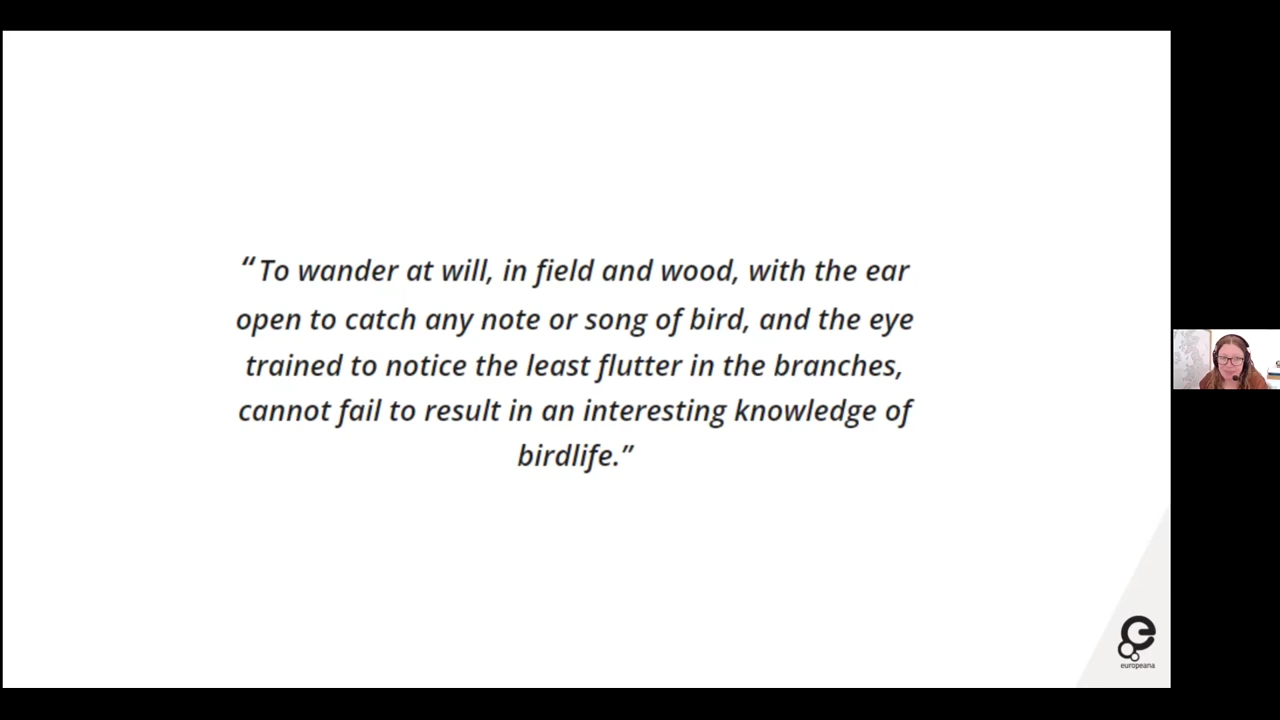 “To wander at will, in field and wood, with the ear
open to catch any note or song of bird, and the eye
trained to notice the least flutter in the branches,
cannot fail to result in an interesting knowledge of
birdlife.”
europeana